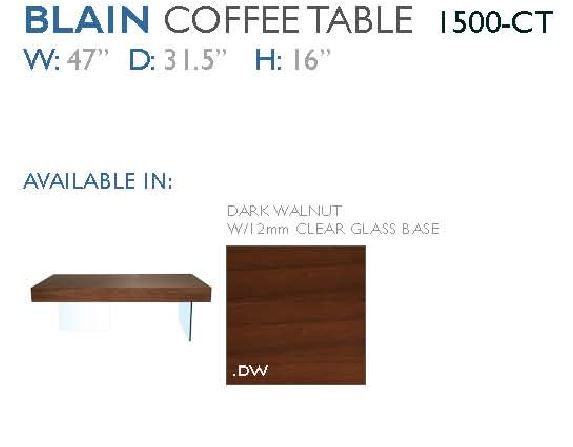 BLAIN COFFEE TABLE 1500-CT
W: 47” D: 31.5” H: 16”
AVAILABLE IN:
DARK WALNUT
W/12mm CLEAR GLASS BASE
.DW